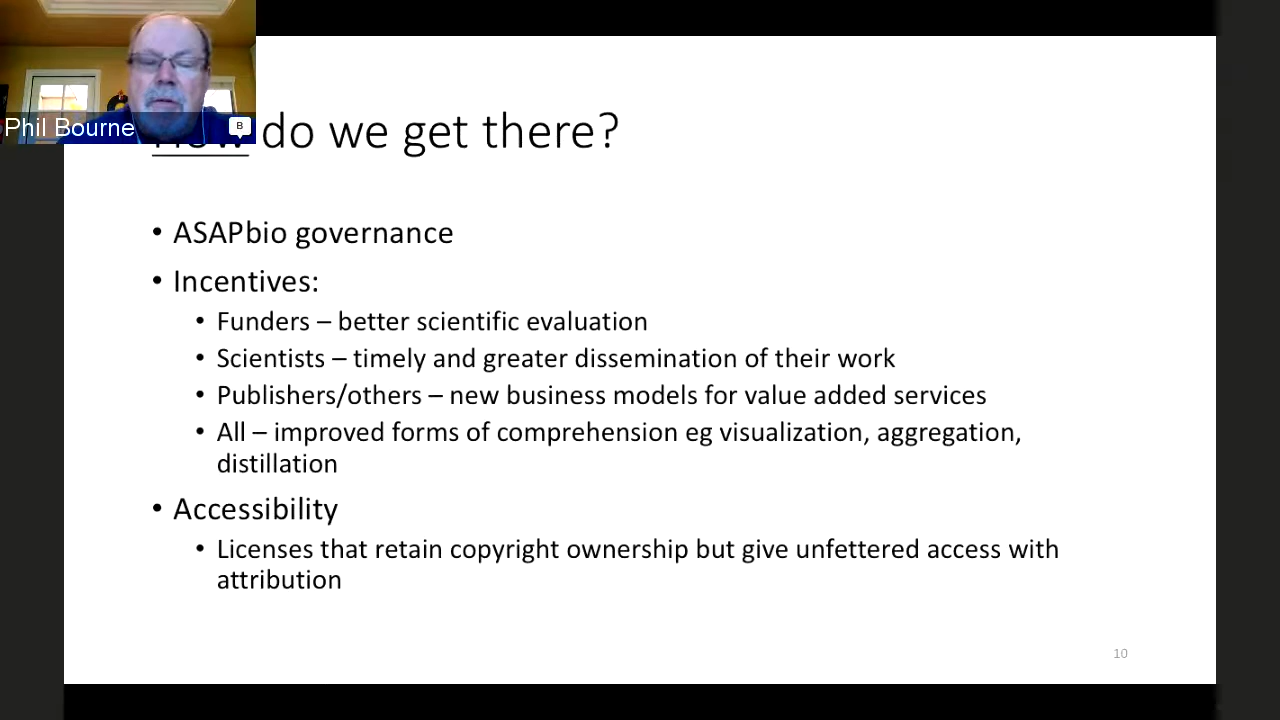 Phil Bourne
B
How do we get there?
• ASAPbio governance
• Incentives:
• Funders – better scientific evaluation
• Scientists – timely and greater dissemination of their work
• Publishers/others – new business models for value added services
• All – improved forms of comprehension eg visualization, aggregation,
distillation
• Accessibility
• Licenses that retain copyright ownership but give unfettered access with
attribution
10